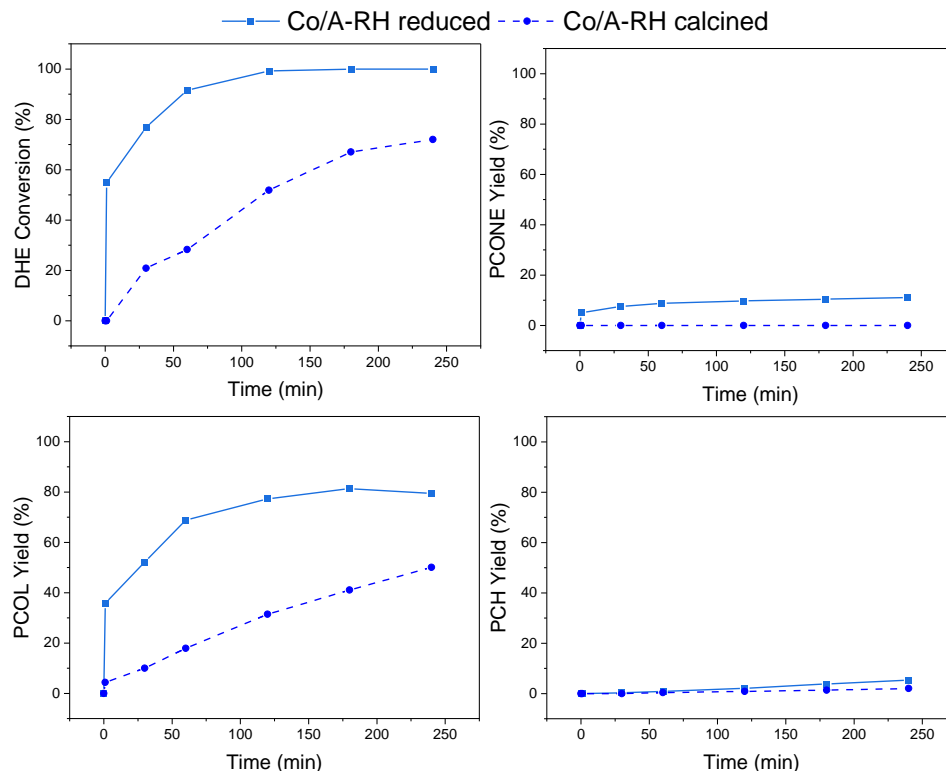 Co/A-RH reduced Co/A-RH calcined
DHE Conversion (%)
100
80
60
40
20
0
0 50 100 150 200 250
Time (min)
PCONE Yield (%)
100
80
60
40
20
0
0 50 100 150 200 250
Time (min)
PCOL Yield (%)
100
80
60
40
20
0
0 50 100 150 200 250
Time (min)
PCH Yield (%)
100
80
60
40
20
0
0 50 100 150 200 250
Time (min)